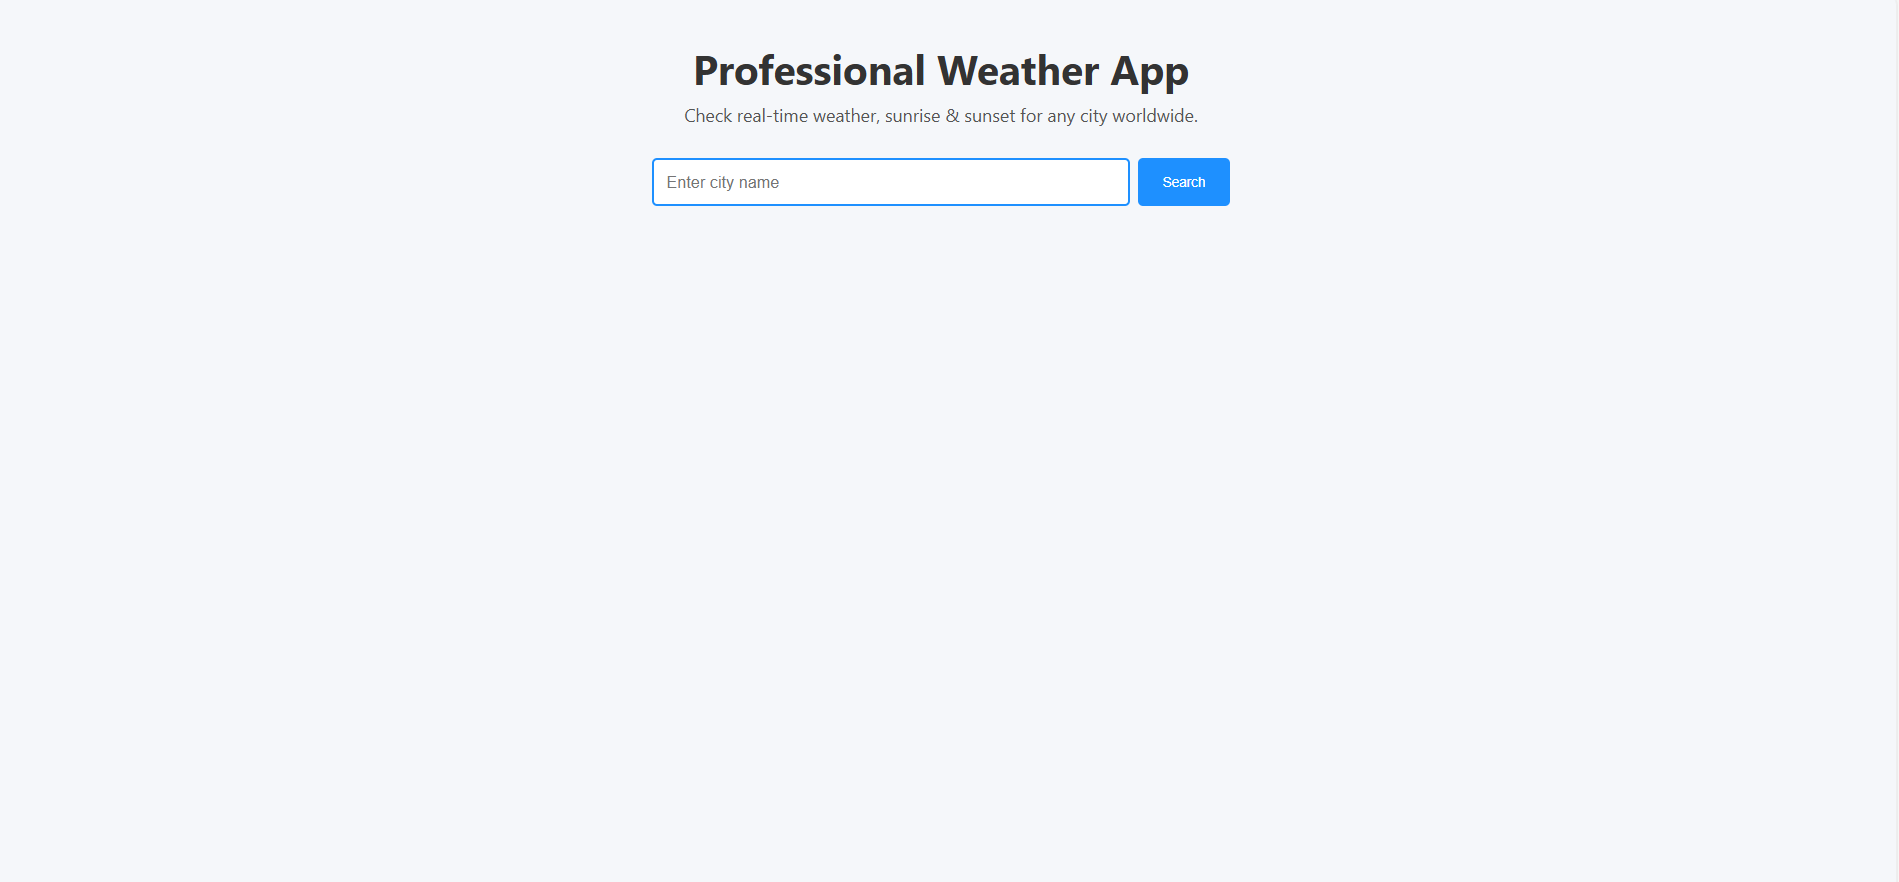 Professional Weather App
Check real-time weather, sunrise & sunset for any city worldwide.
Enter city name
Search